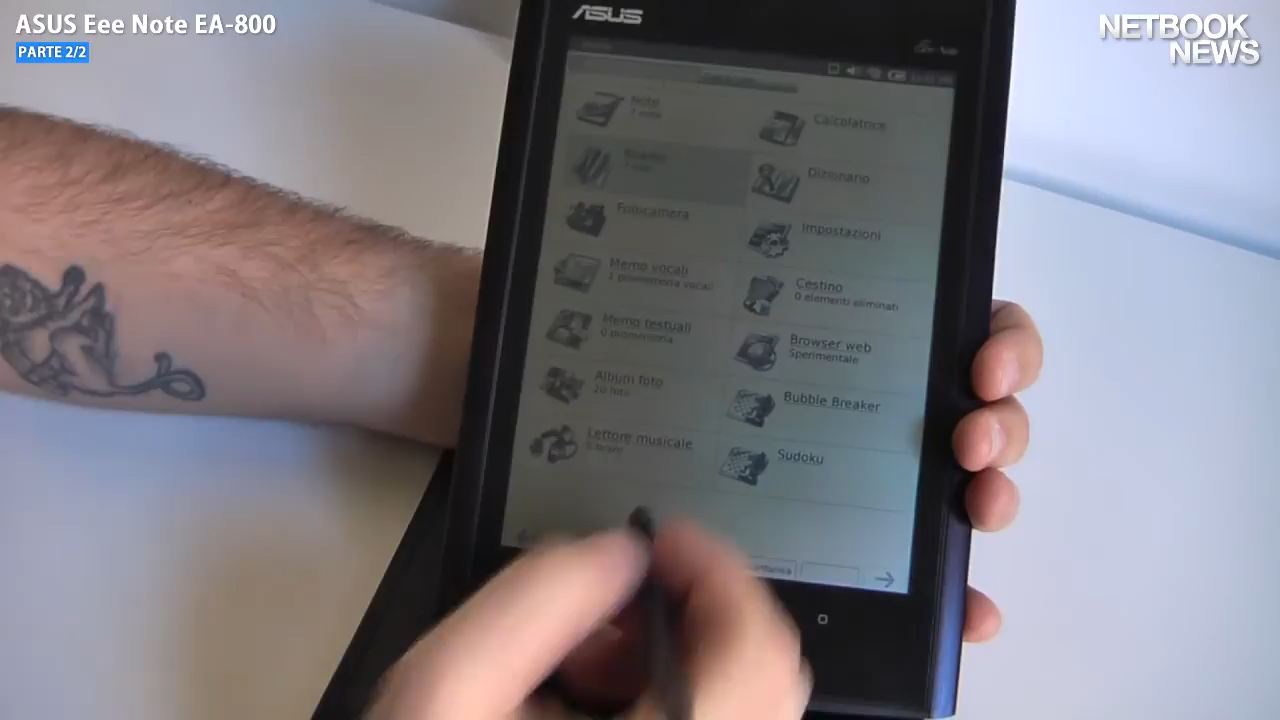 ASUS Eee Note EA-800
PARTE 2/2
NETBOOK
NEWS
ASUS
Note
7 note
Fotocamera
Memo vocali
1 promemoria vocali
Memo testuali
0 promemoria
Album foto
20 foto
Lettore musicale
Calcolatrice
Dizionario
Impostazioni
Cestino
0 elementi eliminati
Browser web
Sperimentale
Bubble Breaker
Sudoku